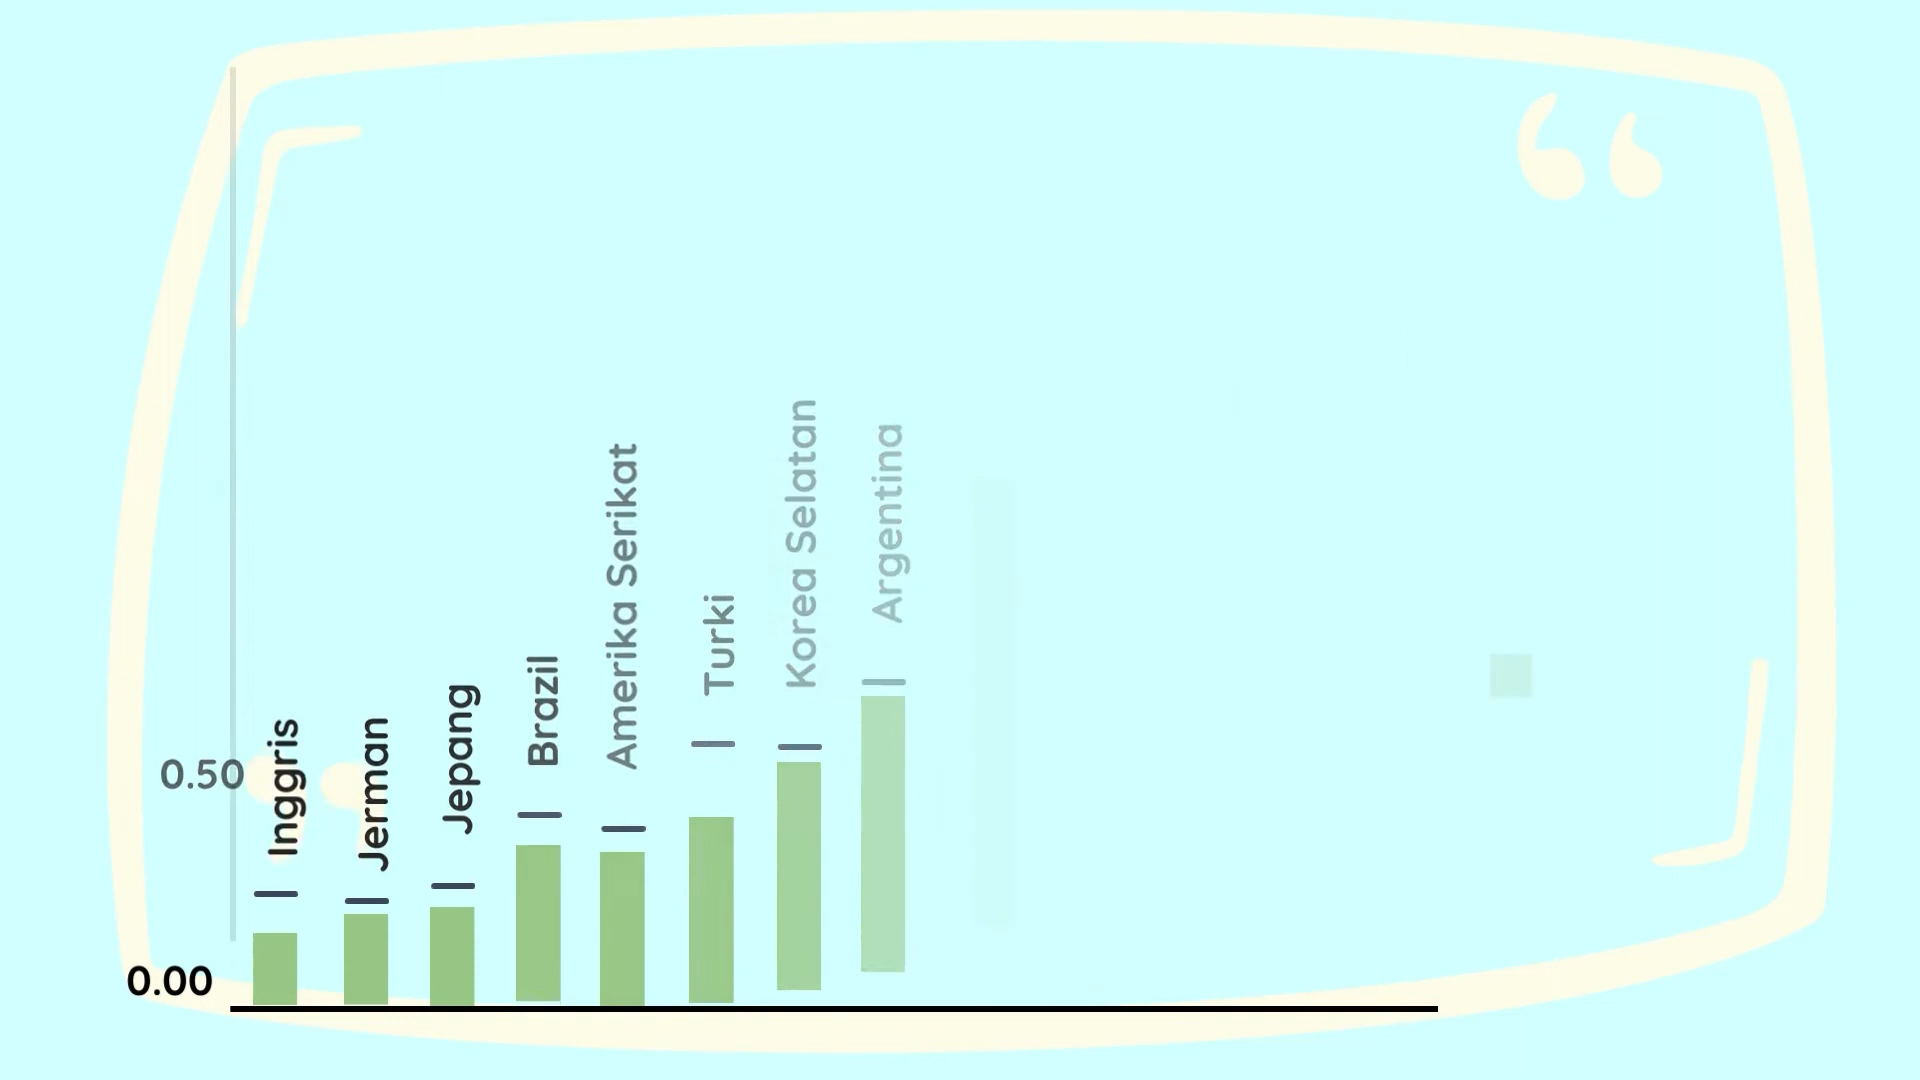 0.50
0.00
Inggris
Jerman
Jepang
Brazil
Amerika Serikat
Turki
Korea Selatan
Argentina